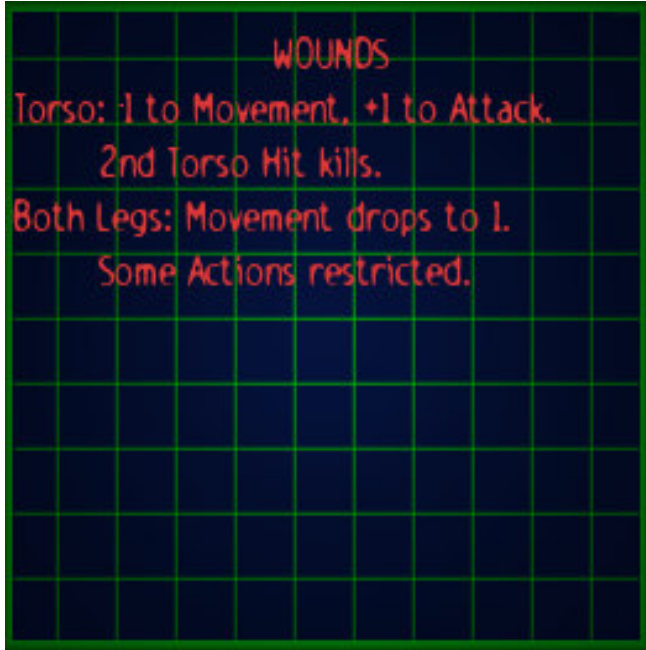 WOUNDS
Torso: -1 to Movement, +1 to Attack.
2nd Torso Hit kills.
Both Legs: Movement drops to 1.
Some Actions restricted.